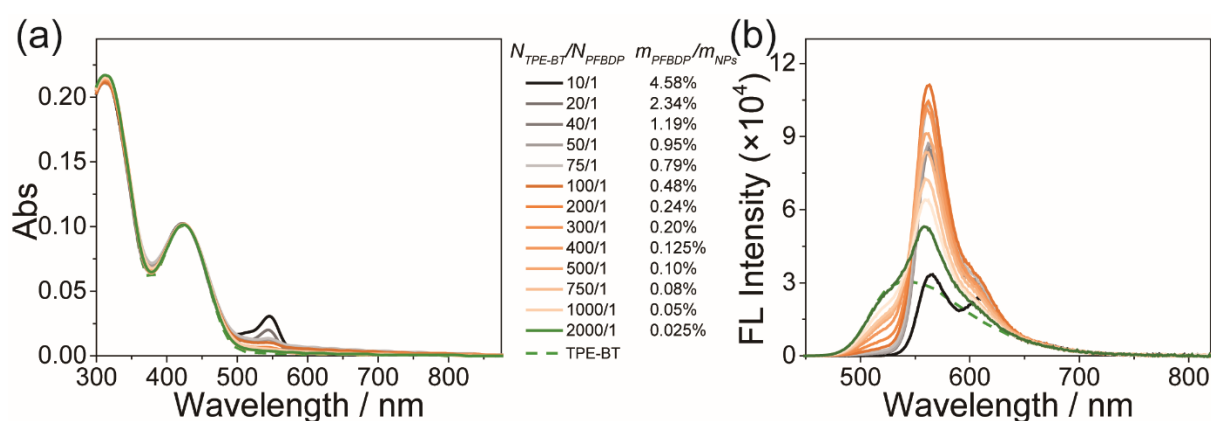 (a)
0.20
0.15
0.10
0.05
0.00
Abs
300 400 500 600 700 800
Wavelength / nm
N_TPE-BT/N_PFBDP m_PFBDP/m_NPs
10/1 4.58%
20/1 2.34%
40/1 1.19%
50/1 0.95%
75/1 0.79%
100/1 0.48%
200/1 0.24%
300/1 0.20%
400/1 0.125%
500/1 0.10%
750/1 0.08%
1000/1 0.05%
2000/1 0.025%
TPE-BT
(b)
12
9
6
3
0
FL Intensity (×10⁴)
500 600 700 800
Wavelength / nm